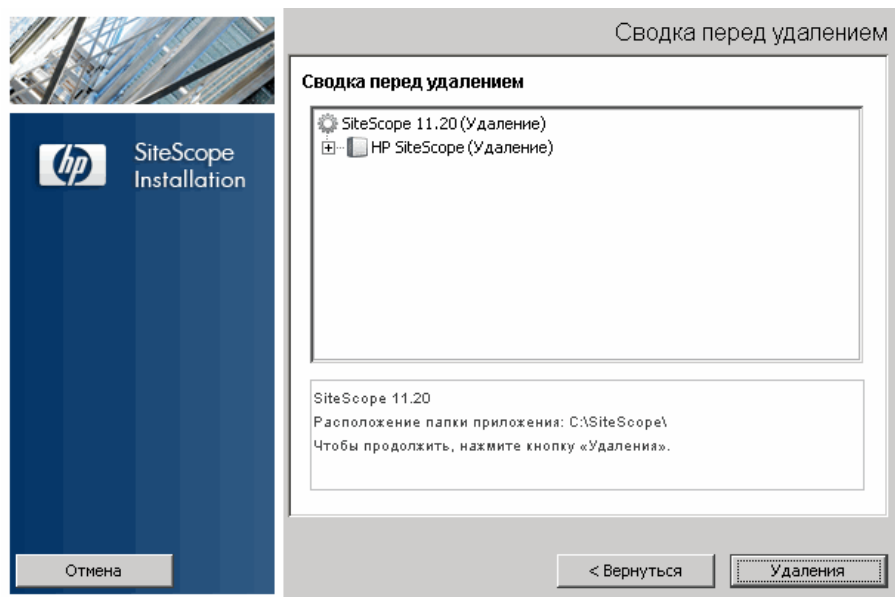 Сводка перед удалением
hp
SiteScope
Installation
Сводка перед удалением
SiteScope 11.20 (Удаление)
HP SiteScope (Удаление)
SiteScope 11.20
Расположение папки приложения: C:\SiteScope\
Чтобы продолжить, нажмите кнопку «Удаления».
Отмена
< Вернуться
Удаления